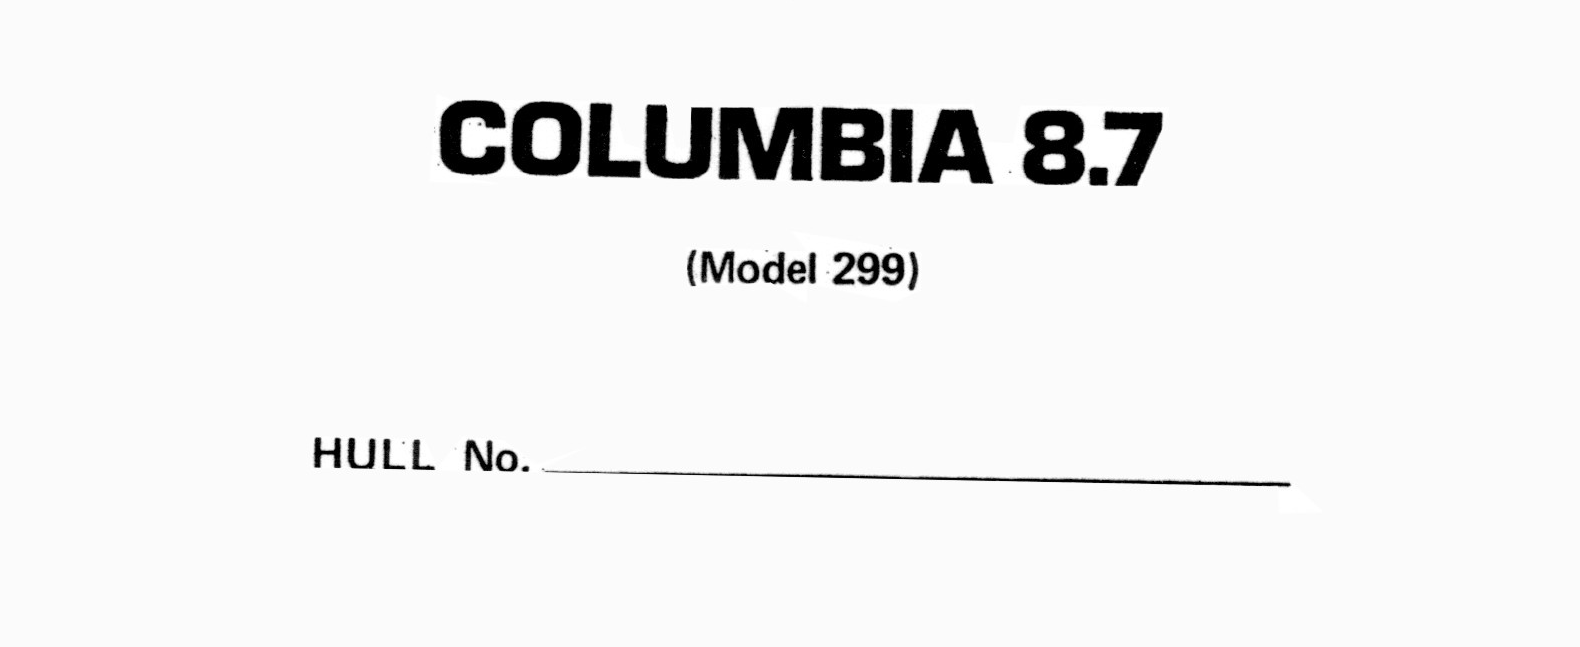 COLUMBIA 8.7
(Model 299)
HULL No.